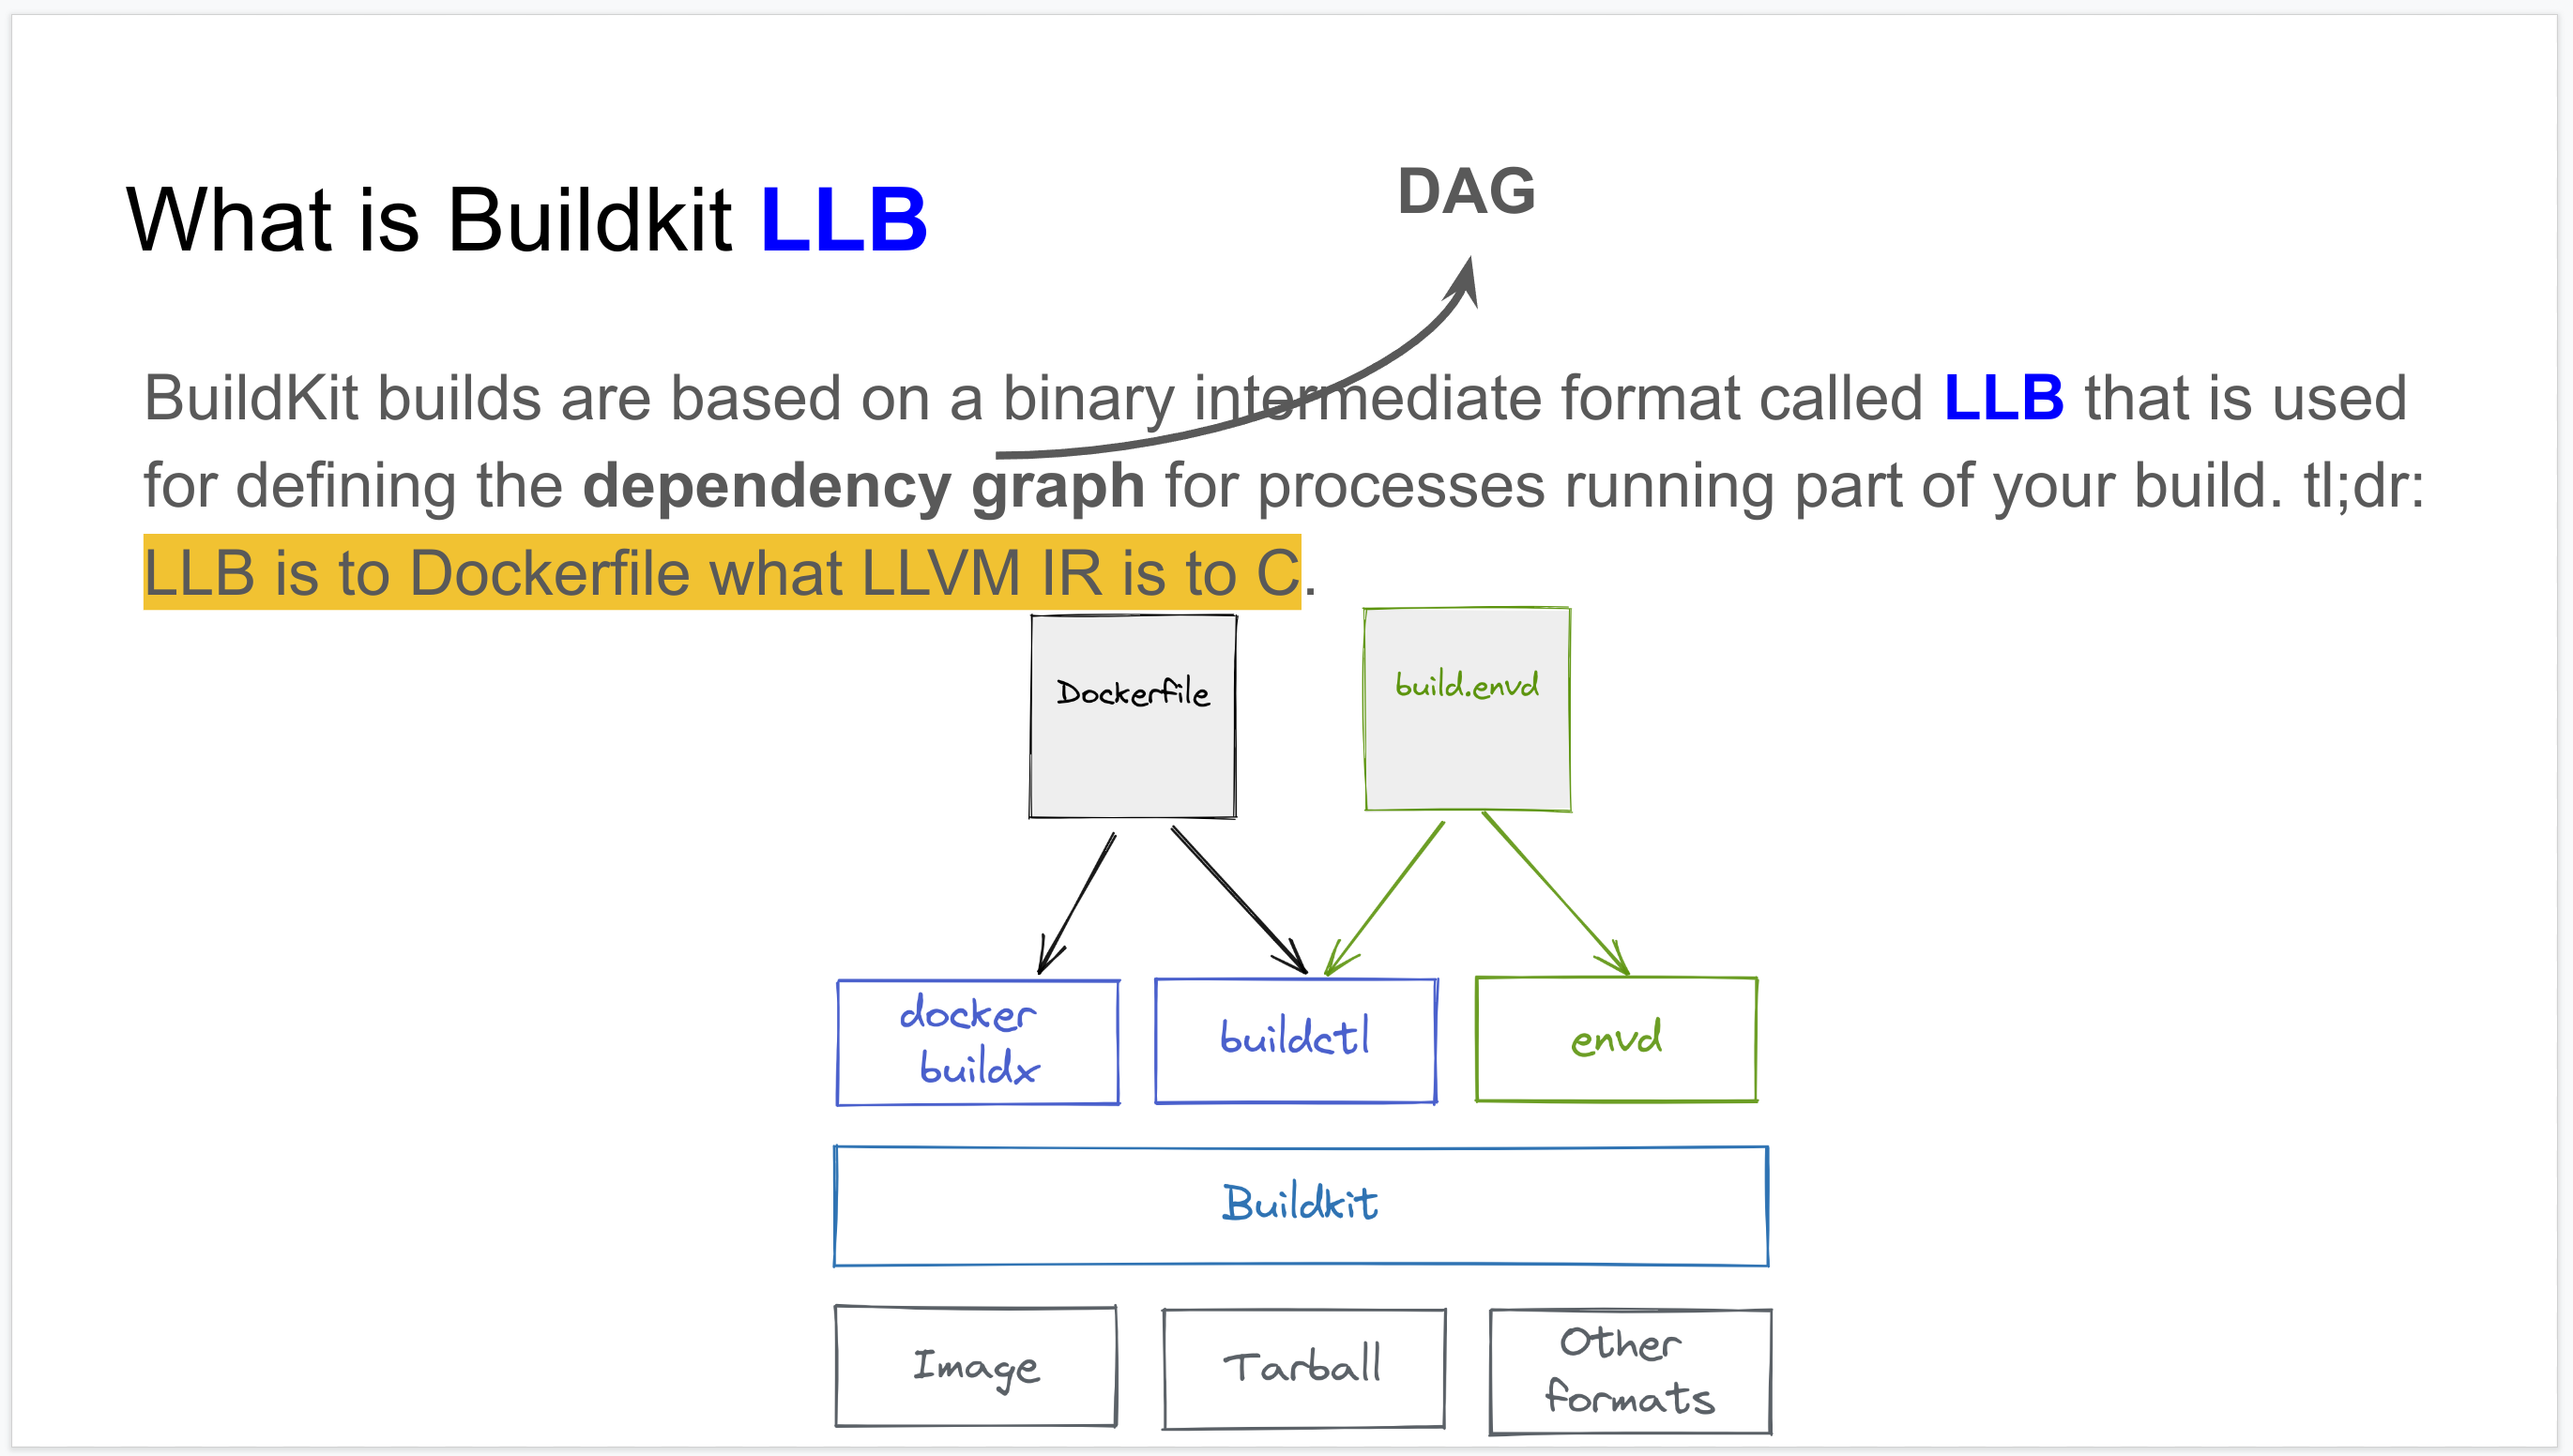 What is Buildkit LLB
DAG
BuildKit builds are based on a binary intermediate format called LLB that is used
for defining the dependency graph for processes running part of your build. tl;dr:
LLB is to Dockerfile what LLVM IR is to C.
Dockerfile
build.envd
docker
buildx
buildctl
envd
Buildkit
Image
Tarball
Other
formats